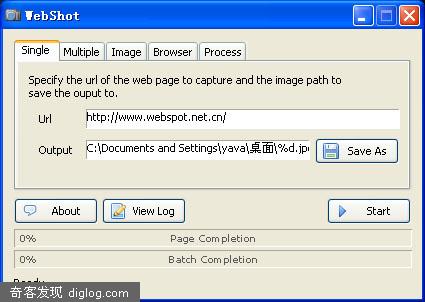 WebShot
Single Multiple Image Browser Process
Specify the url of the web page to capture and the image path to
save the ouput to.
Url http://www.webspot.net.cn/
Output C:\Documents and Settings\yava\桌面\%d.jp Save As
About View Log Start
0% Page Completion
0% Batch Completion
Ready
奇客发现 diglog.com